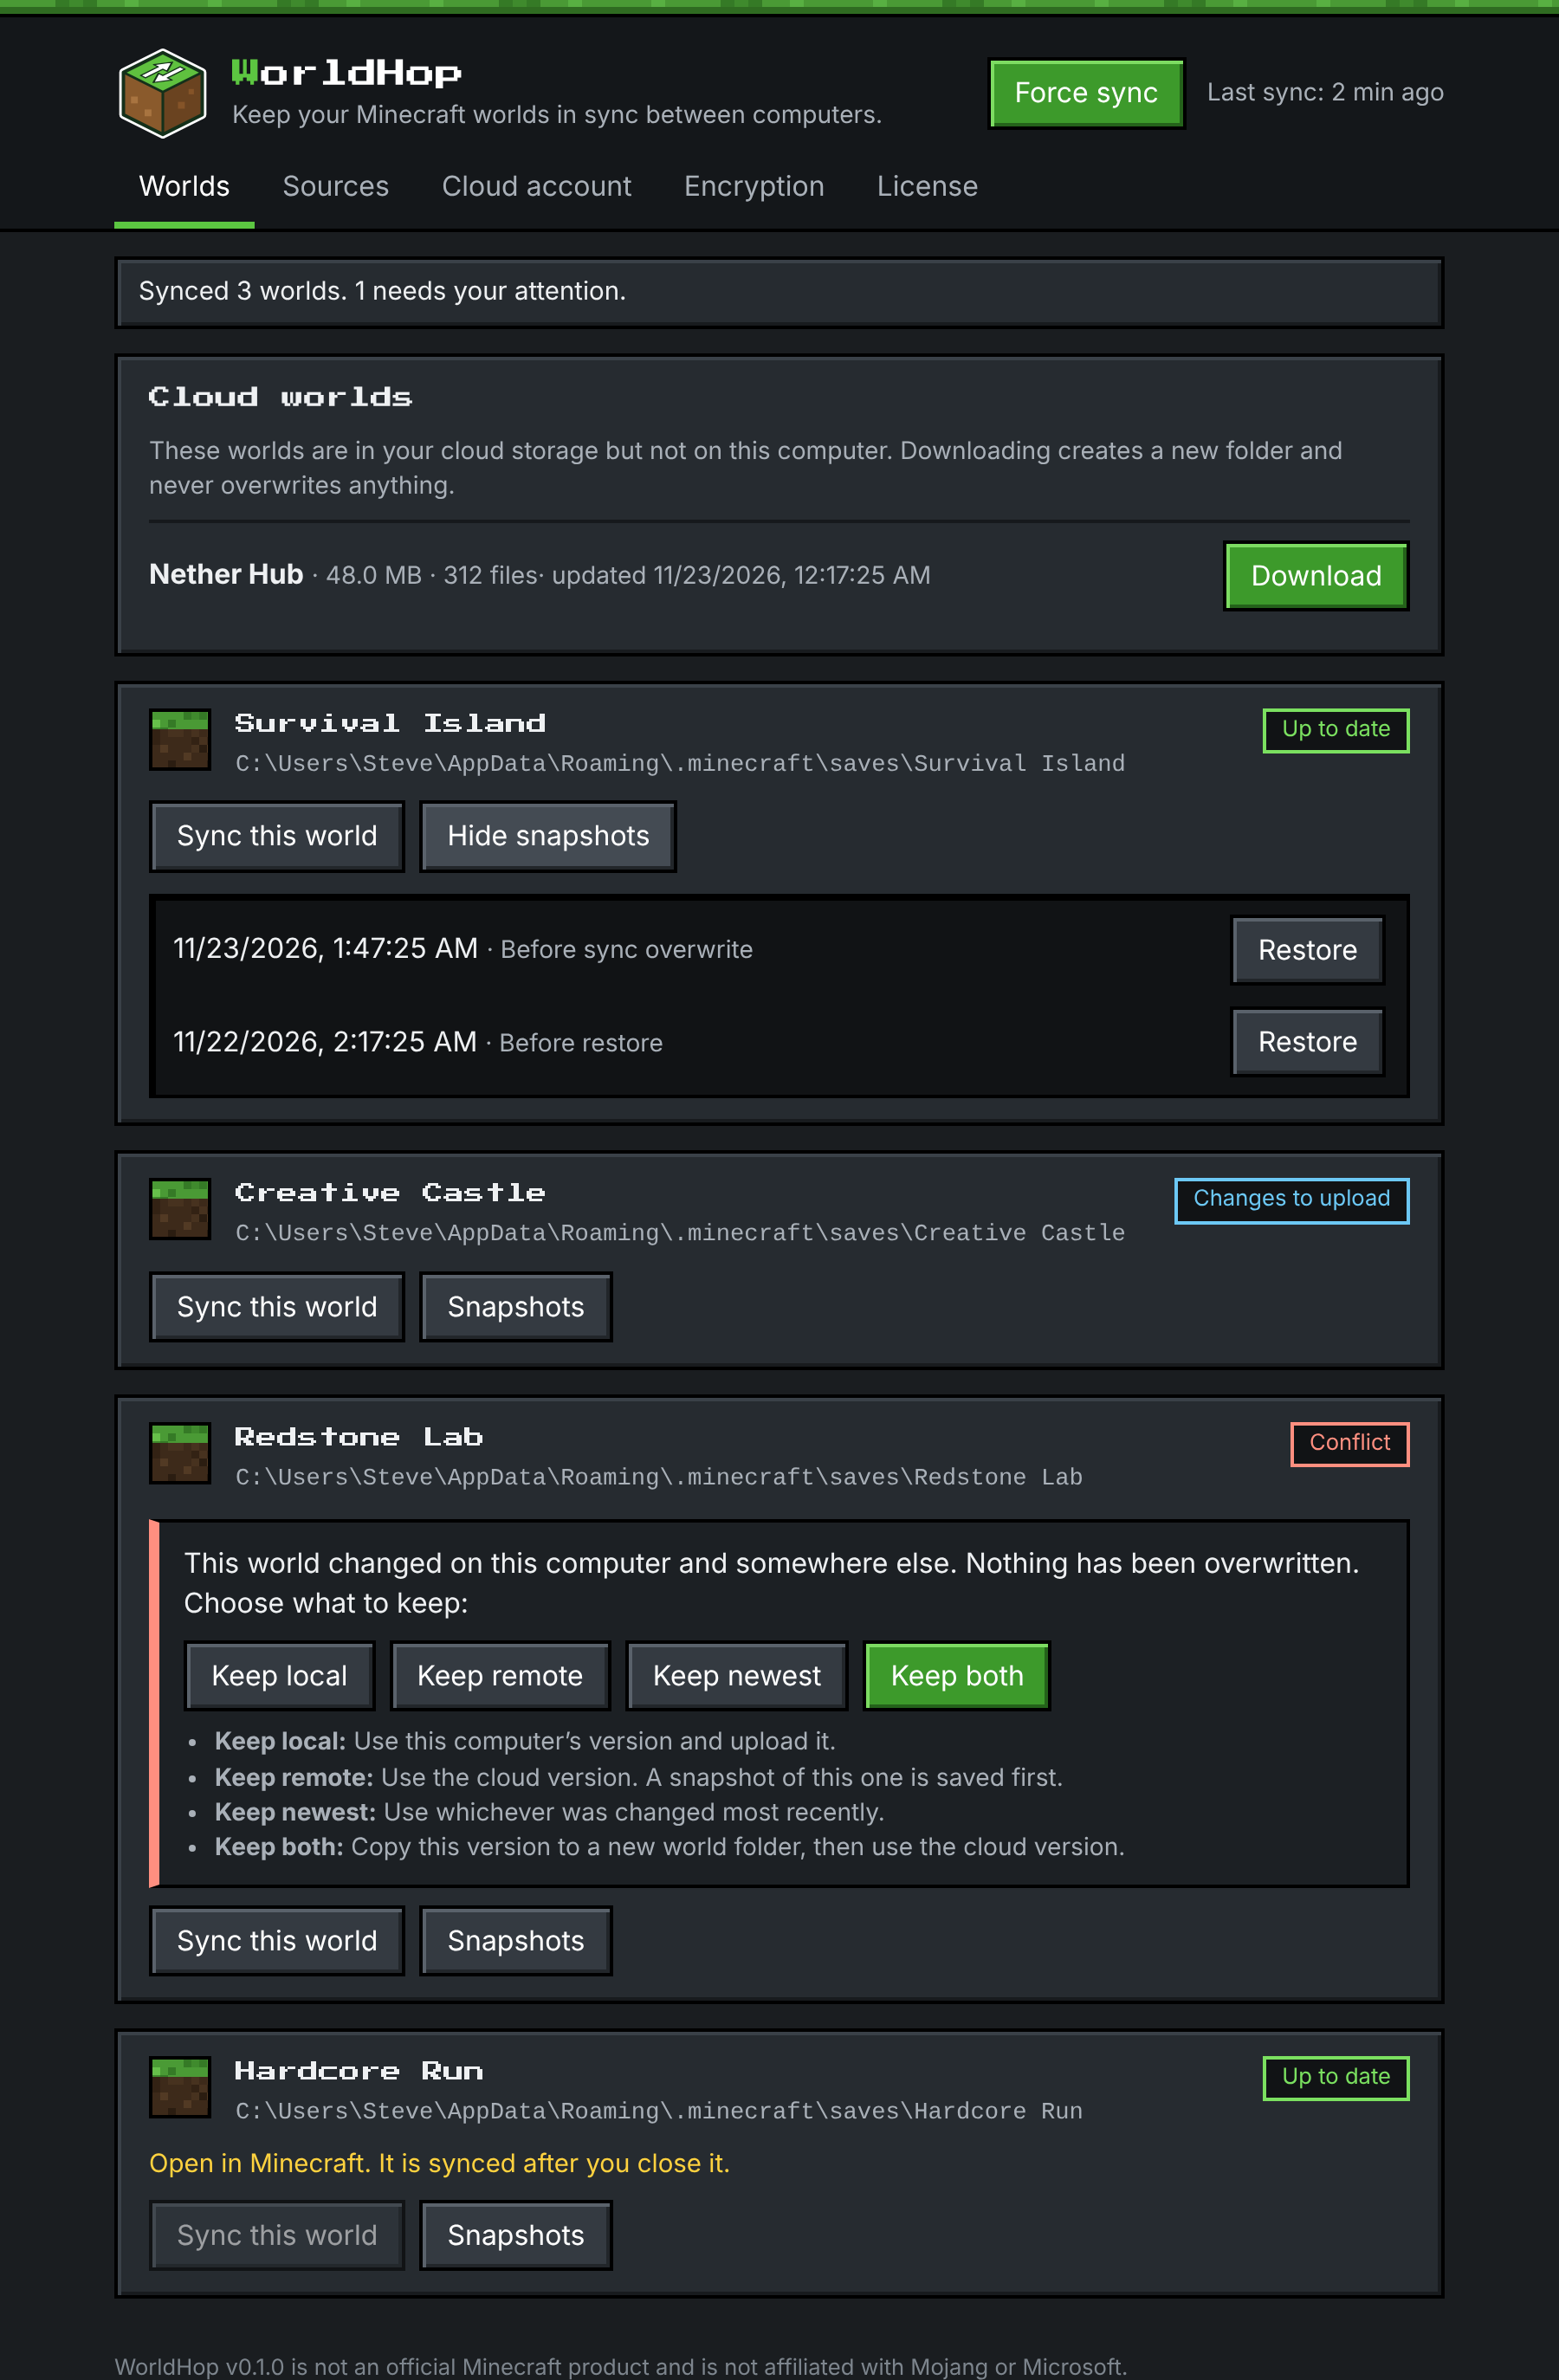 WorldHop
Keep your Minecraft worlds in sync between computers.
Force sync
Last sync: 2 min ago
Worlds
Sources
Cloud account
Encryption
License
Synced 3 worlds. 1 needs your attention.
Cloud worlds
These worlds are in your cloud storage but not on this computer. Downloading creates a new folder and
never overwrites anything.
Nether Hub · 48.0 MB · 312 files· updated 11/23/2026, 12:17:25 AM
Download
Survival Island
Up to date
C:\Users\Steve\AppData\Roaming\.minecraft\saves\Survival Island
Sync this world
Hide snapshots
11/23/2026, 1:47:25 AM · Before sync overwrite
Restore
11/22/2026, 2:17:25 AM · Before restore
Restore
Creative Castle
Changes to upload
C:\Users\Steve\AppData\Roaming\.minecraft\saves\Creative Castle
Sync this world
Snapshots
Redstone Lab
Conflict
C:\Users\Steve\AppData\Roaming\.minecraft\saves\Redstone Lab
This world changed on this computer and somewhere else. Nothing has been overwritten.
Choose what to keep:
Keep local
Keep remote
Keep newest
Keep both
• Keep local: Use this computer’s version and upload it.
• Keep remote: Use the cloud version. A snapshot of this one is saved first.
• Keep newest: Use whichever was changed most recently.
• Keep both: Copy this version to a new world folder, then use the cloud version.
Sync this world
Snapshots
Hardcore Run
Up to date
C:\Users\Steve\AppData\Roaming\.minecraft\saves\Hardcore Run
Open in Minecraft. It is synced after you close it.
Sync this world
Snapshots
WorldHop v0.1.0 is not an official Minecraft product and is not affiliated with Mojang or Microsoft.